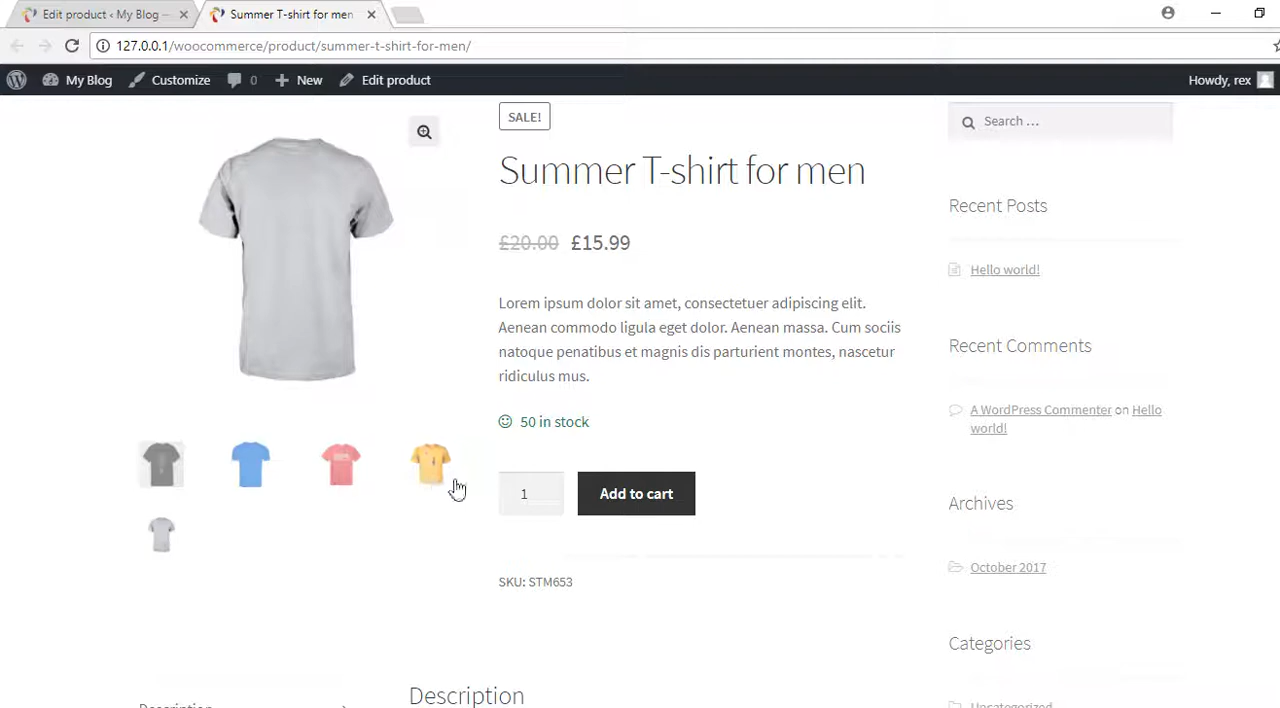 Edit product ‹ My Blog —
Summer T-shirt for men
127.0.0.1/woocommerce/product/summer-t-shirt-for-men/
My Blog
Customize
0
New
Edit product
Howdy, rex
SALE!
Summer T-shirt for men
£20.00 £15.99
Lorem ipsum dolor sit amet, consectetuer adipiscing elit.
Aenean commodo ligula eget dolor. Aenean massa. Cum sociis
natoque penatibus et magnis dis parturient montes, nascetur
ridiculus mus.
50 in stock
1
Add to cart
SKU: STM653
Description
Description
Search …
Recent Posts
Hello world!
Recent Comments
A WordPress Commenter on Hello
world!
Archives
October 2017
Categories
Uncategorized